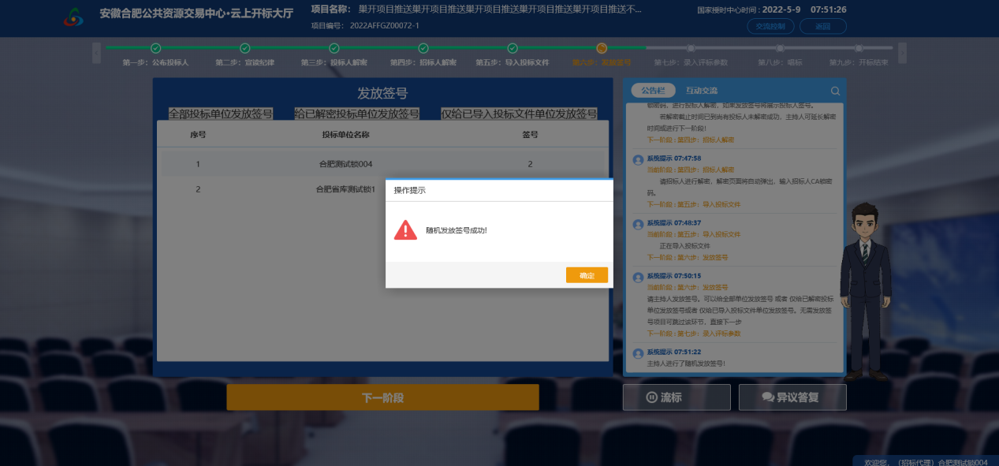 安徽合肥公共资源交易中心·云上开标大厅
项目名称： 巢开项目推送巢开项目推送巢开项目推送巢开项目推送巢开项目推送不...
项目编号： 2022AFFGZ00072-1
国家授时中心时间：2022-5-9 07:51:26
交流控制
返回
第一步：公布投标人
第二步：宣读纪律
第三步：投标人解密
第四步：招标人解密
第五步：导入投标文件
第六步：发放签号
第七步：录入评标参数
第八步：唱标
第九步：开标结束
发放签号
全部投标单位发放签号
给已解密投标单位发放签号
仅给已导入投标文件单位发放签号
序号 投标单位名称 签号
1 合肥测试锁004 2
2 合肥省库测试锁1
操作提示
随机发放签号成功!
确定
下一阶段
公告栏
互动交流
锁密码，进行投标人解密，如果发放签号将展示投标人签号。
若解密截止时间已到尚有投标人未解密成功，主持人可延长解密
时间或进行下一阶段！
下一阶段：第四步：招标人解密
系统提示 07:47:58
当前阶段：第四步：招标人解密
请招标人进行解密，解密页面将自动弹出，输入招标人CA锁密
码。
下一阶段：第五步：导入投标文件
系统提示 07:48:37
当前阶段：第五步：导入投标文件
正在导入投标文件
下一阶段：第六步：发放签号
系统提示 07:50:15
当前阶段：第六步：发放签号
请主持人发放签号。可以给全部单位发放签号 或者 仅给已解密投标
单位发放签号或者 仅给已导入投标文件单位发放签号。无需发放签
号项目可跳过该环节，直接下一步
下一阶段：第七步：录入评标参数
系统提示 07:51:22
主持人进行了随机发放签号！
流标
异议答复
欢迎您，（招标代理）合肥测试锁004